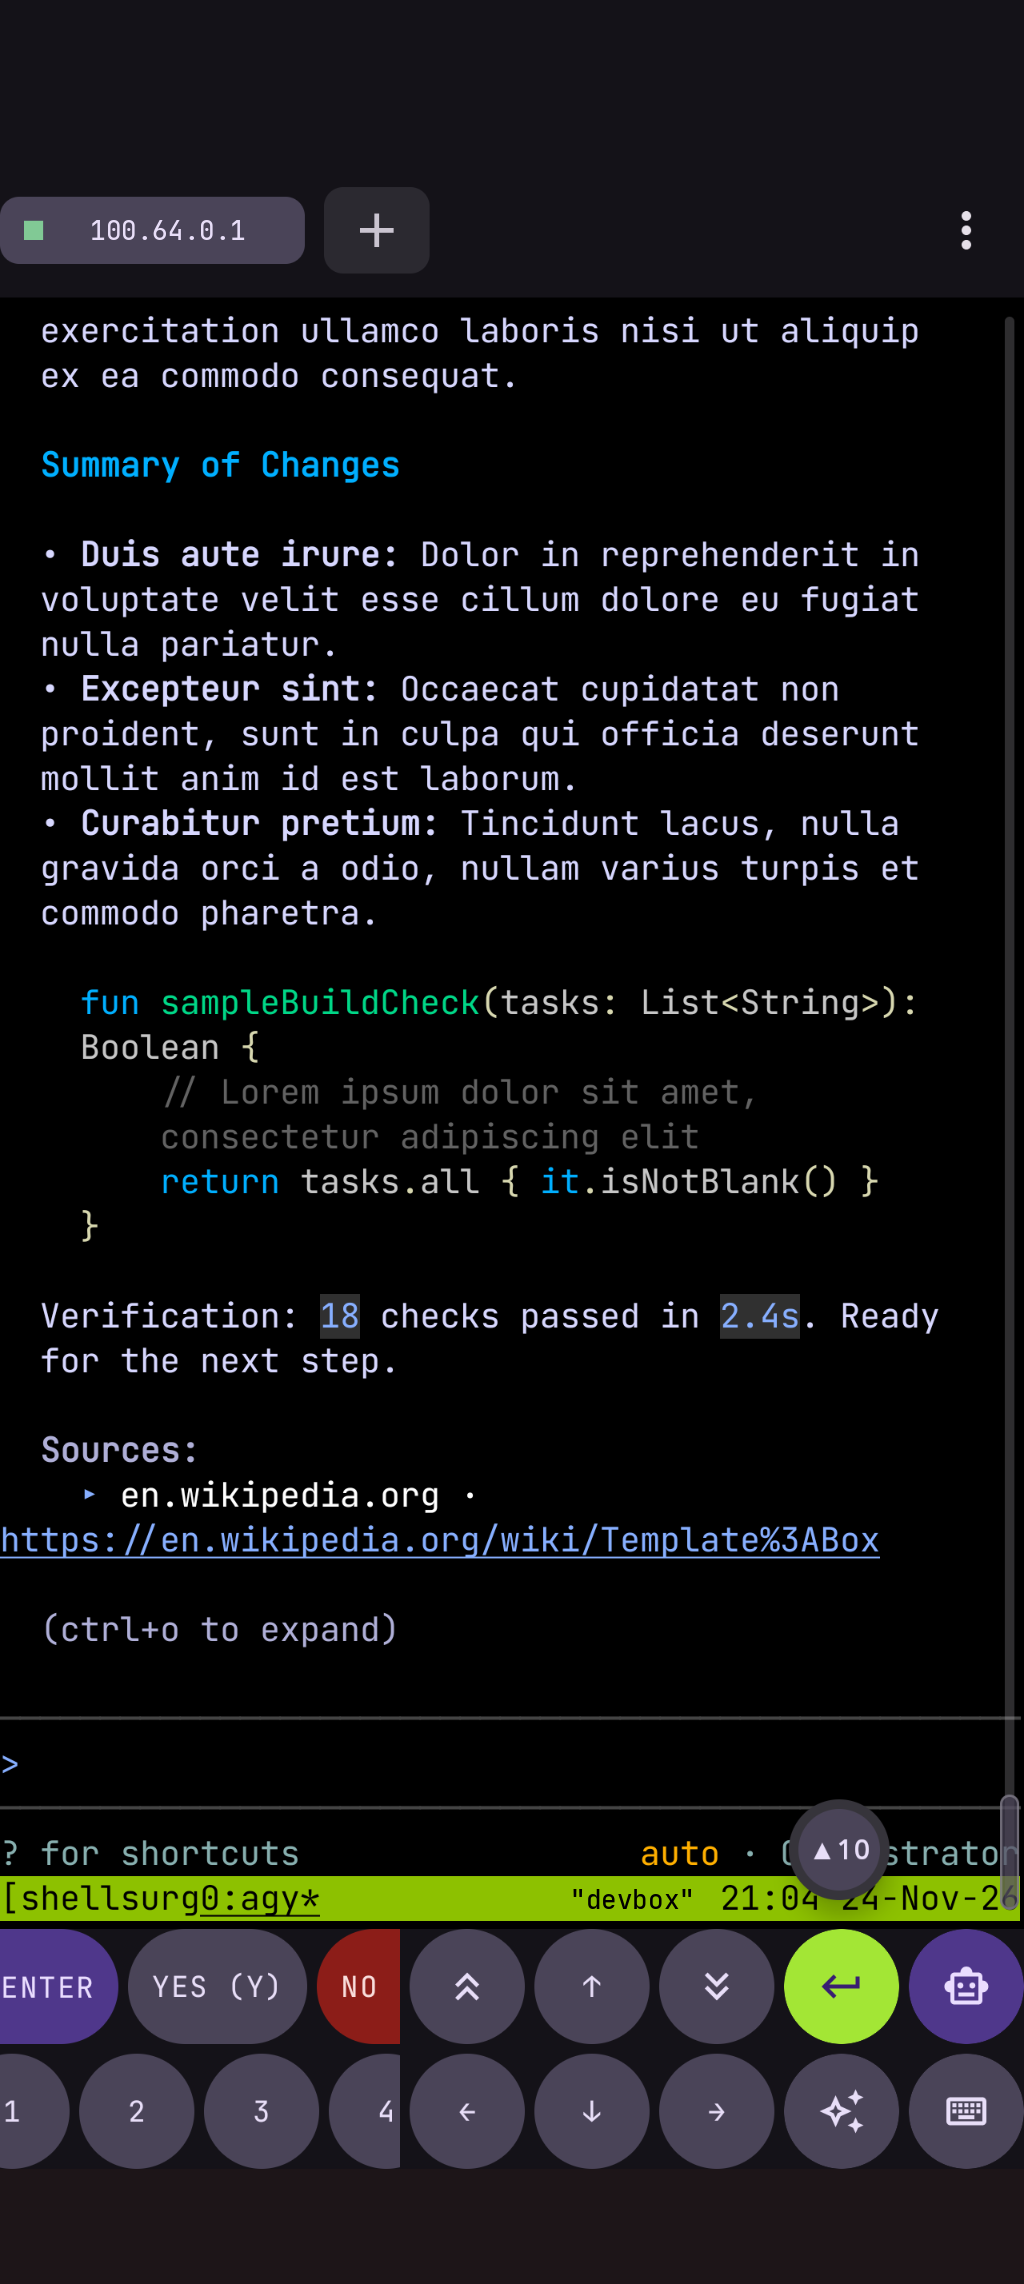 100.64.0.1
exercitation ullamco laboris nisi ut aliquip
ex ea commodo consequat.
Summary of Changes
• Duis aute irure: Dolor in reprehenderit in
voluptate velit esse cillum dolore eu fugiat
nulla pariatur.
• Excepteur sint: Occaecat cupidatat non
proident, sunt in culpa qui officia deserunt
mollit anim id est laborum.
• Curabitur pretium: Tincidunt lacus, nulla
gravida orci a odio, nullam varius turpis et
commodo pharetra.
fun sampleBuildCheck(tasks: List<String>):
Boolean {
// Lorem ipsum dolor sit amet,
consectetur adipiscing elit
return tasks.all { it.isNotBlank() }
}
Verification: 18 checks passed in 2.4s. Ready
for the next step.
Sources:
▸ en.wikipedia.org ·
https://en.wikipedia.org/wiki/Template%3ABox
(ctrl+o to expand)
>
? for shortcuts auto ·
▲10
[shellsurg0:agy* "devbox" 21:04 24-Nov-26
ENTER YES (Y) NO ↑
1 2 3 4 ← ↓ →